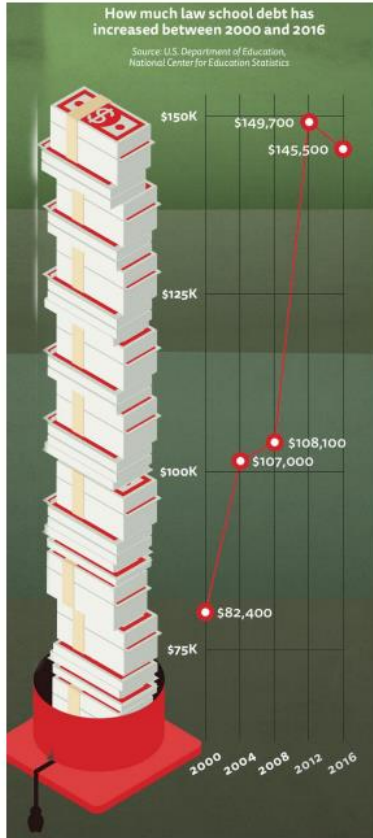 How much law school debt has
increased between 2000 and 2016
Source: U.S. Department of Education,
National Center for Education Statistics
$150K
$149,700
$145,500
$125K
$108,100
$100K
$107,000
$82,400
$75K
2000
2004
2008
2012
2016
$